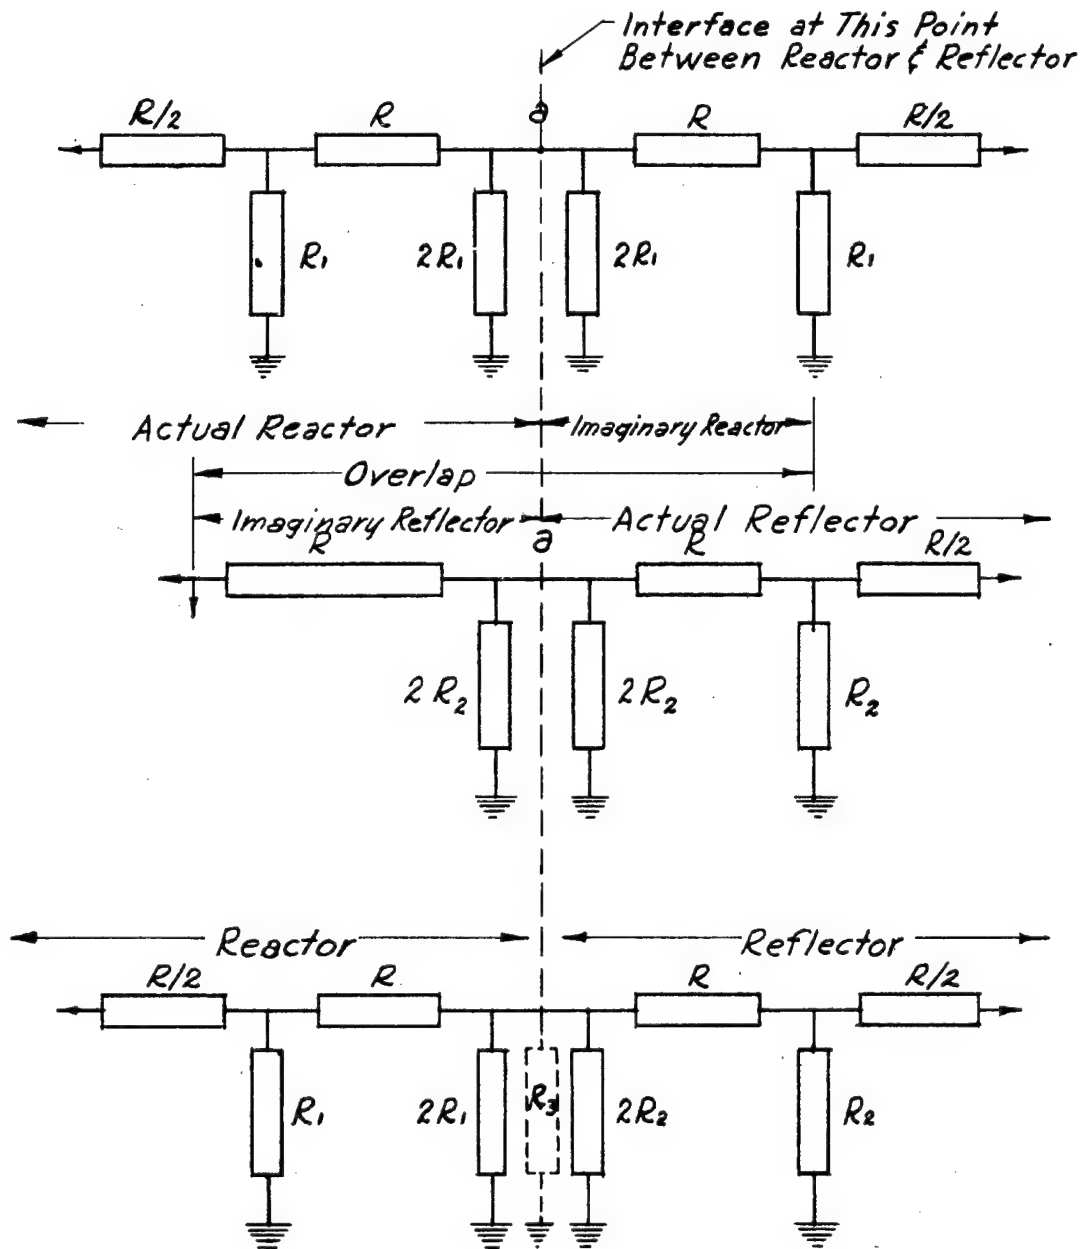 Interface at This Point
Between Reactor & Reflector
R/2 R a R R/2
R₁ 2R₁ 2R₁ R₁
Actual Reactor Imaginary Reactor
Overlap
Imaginary Reflector Actual Reflector
R a R R/2
2R₂ 2R₂ R₂
Reactor Reflector
R/2 R R R/2
R₁ 2R₁ R₃ 2R₂ R₂